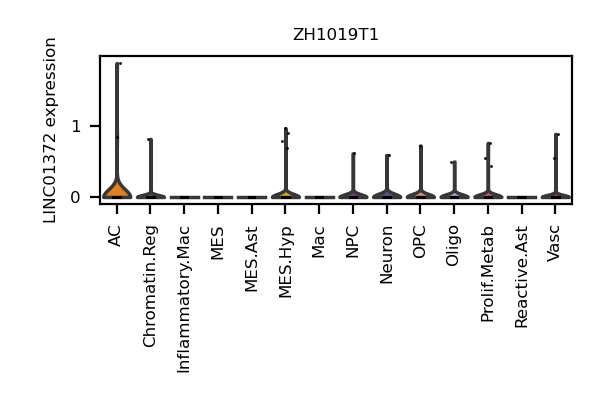 ZH1019T1
LINC01372 expression
1
0
AC
Chromatin.Reg
Inflammatory.Mac
MES
MES.Ast
MES.Hyp
Mac
NPC
Neuron
OPC
Oligo
Prolif.Metab
Reactive.Ast
Vasc